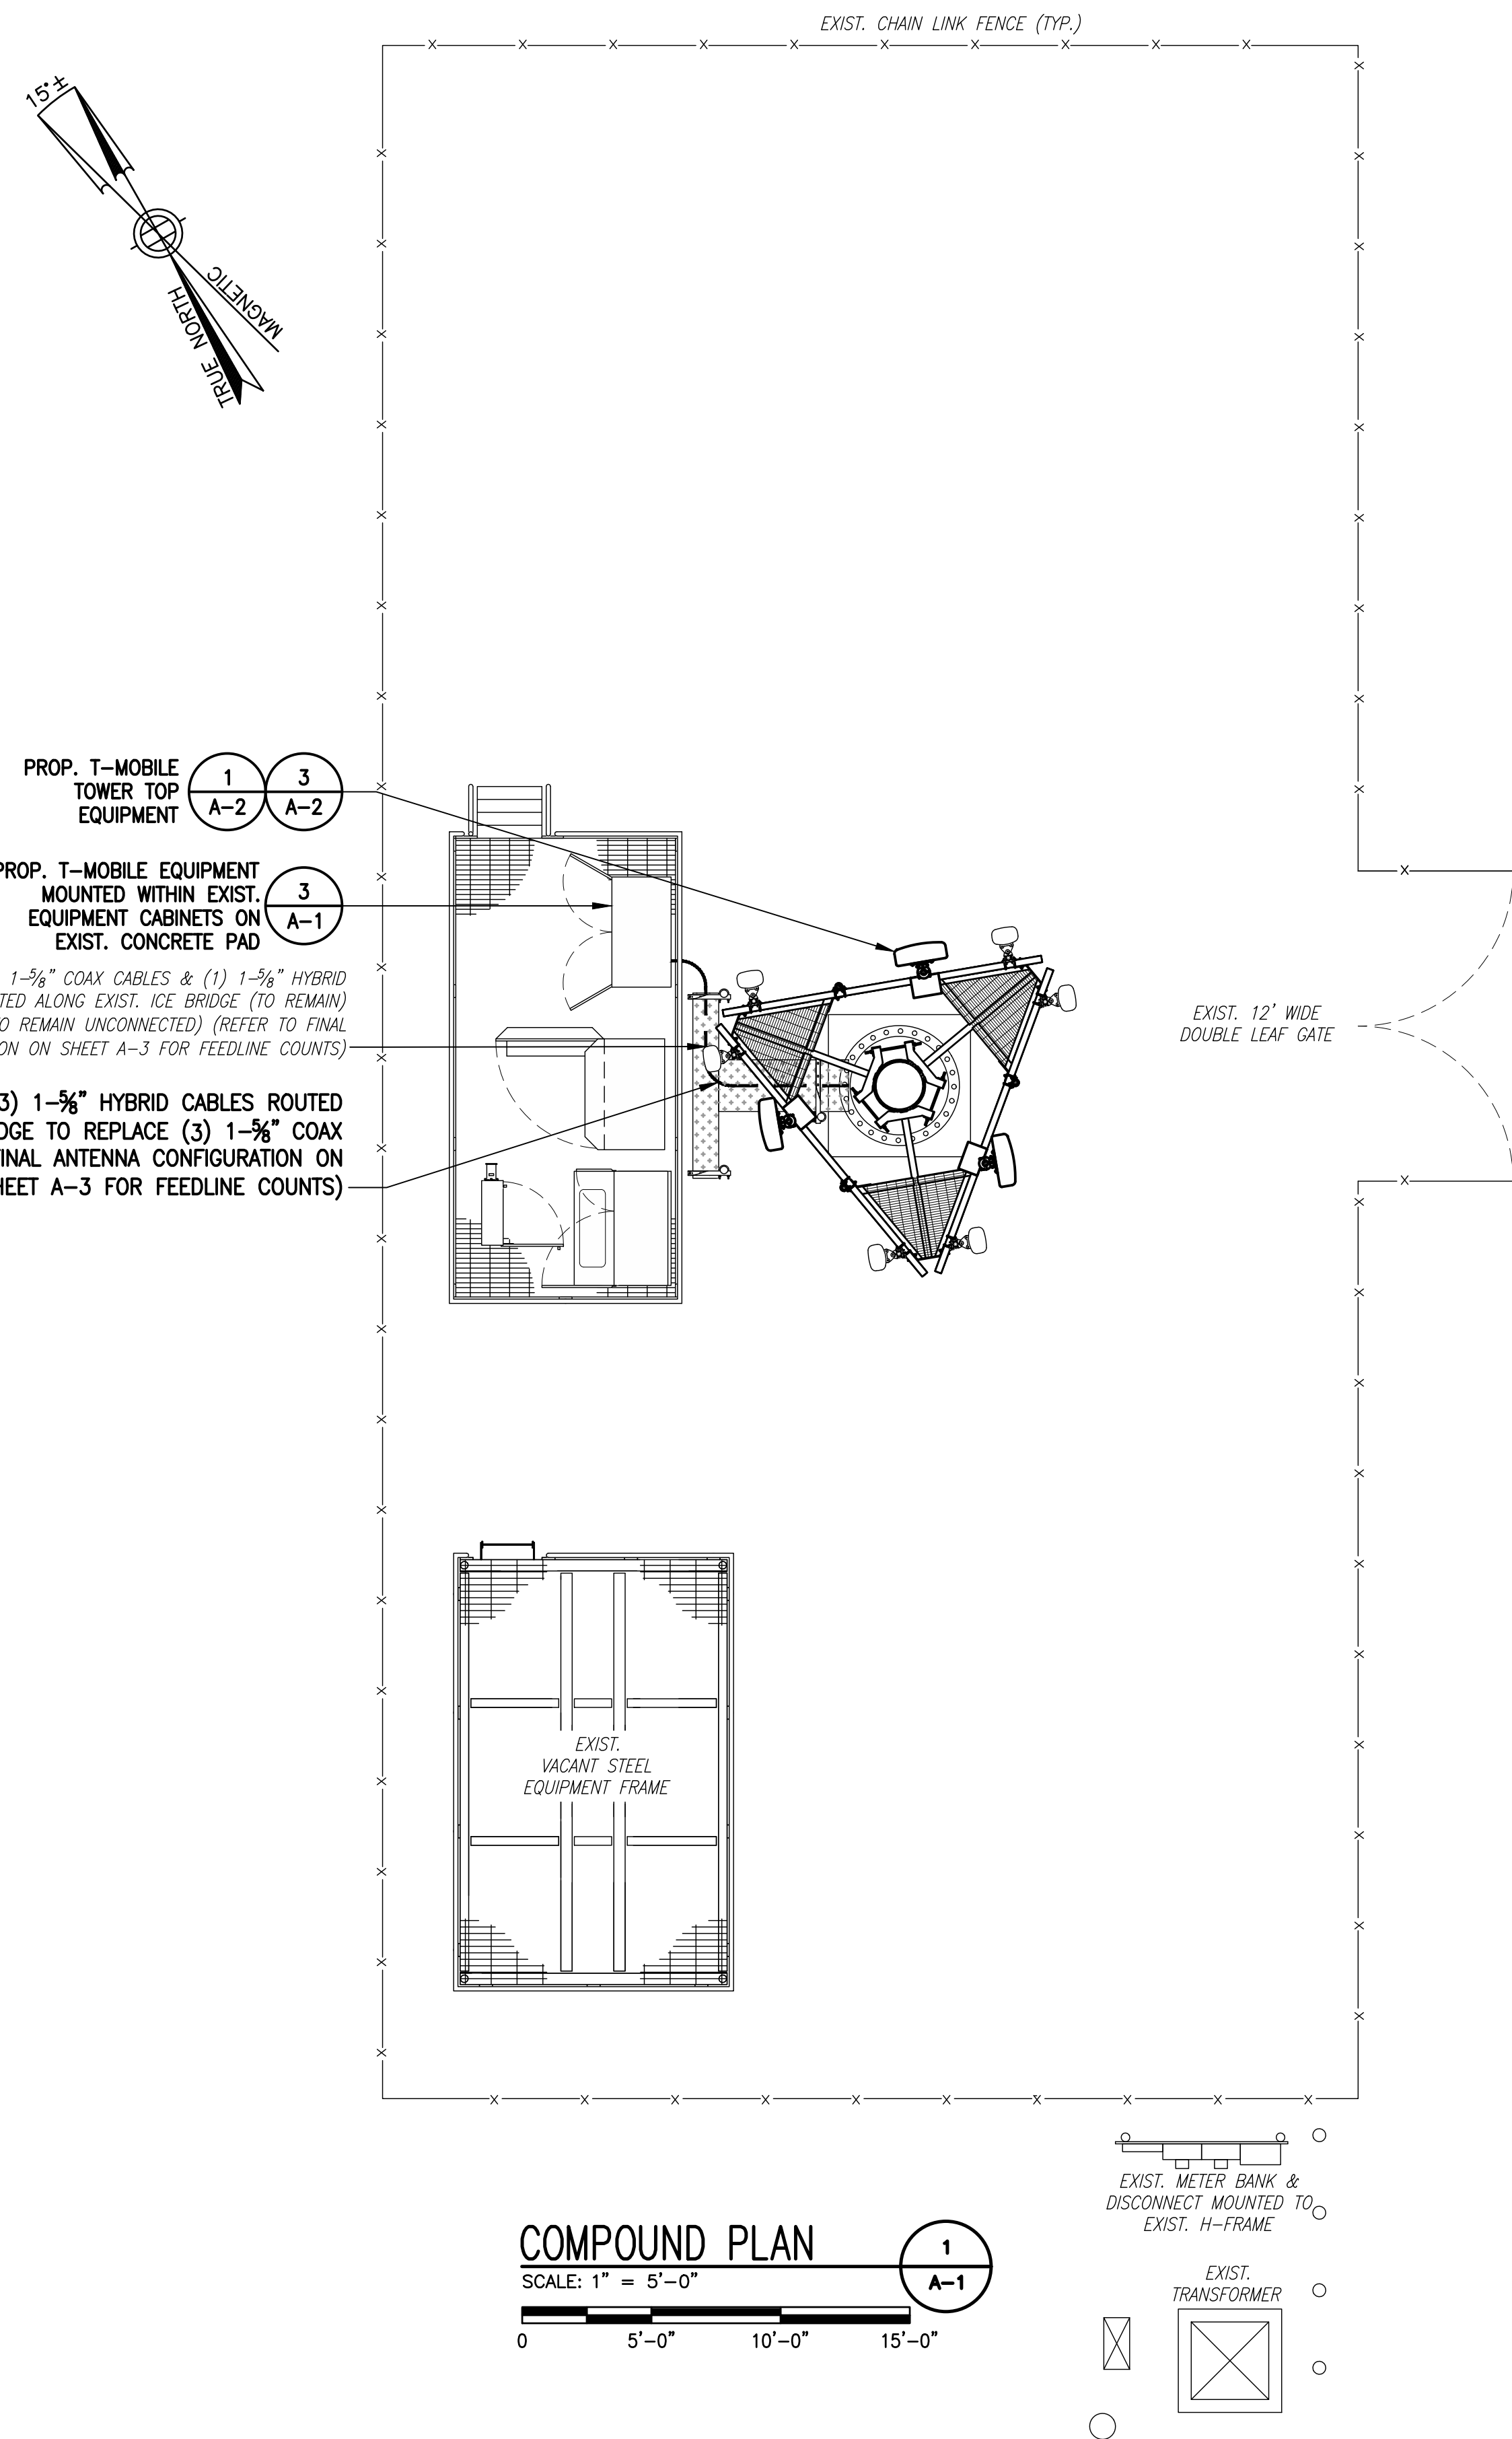 EXIST. CHAIN LINK FENCE (TYP.)
15°±
MAGNETIC
TRUE NORTH
PROP. T-MOBILE
TOWER TOP
EQUIPMENT
1
A-2
3
A-2
PROP. T-MOBILE EQUIPMENT
MOUNTED WITHIN EXIST.
EQUIPMENT CABINETS ON
EXIST. CONCRETE PAD
3
A-1
1-5/8" COAX CABLES & (1) 1-5/8" HYBRID
ALONG EXIST. ICE BRIDGE (TO REMAIN)
REMAIN UNCONNECTED) (REFER TO FINAL
ON SHEET A-3 FOR FEEDLINE COUNTS)
3) 1-5/8" HYBRID CABLES ROUTED
TO REPLACE (3) 1-5/8" COAX
FINAL ANTENNA CONFIGURATION ON
A-3 FOR FEEDLINE COUNTS)
EXIST. 12' WIDE
DOUBLE LEAF GATE
EXIST.
VACANT STEEL
EQUIPMENT FRAME
EXIST. METER BANK &
DISCONNECT MOUNTED TO
EXIST. H-FRAME
EXIST.
TRANSFORMER
COMPOUND PLAN
SCALE: 1" = 5'-0"
1
A-1
0 5'-0" 10'-0" 15'-0"